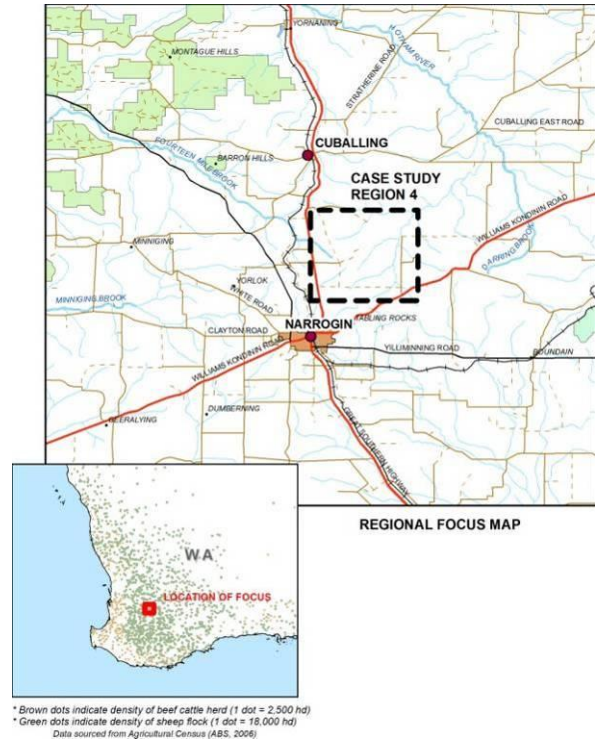 YORNANING
MONTAGUE HILLS
HOTHAM RIVER
STRATHERINE ROAD
CUBALLING EAST ROAD
FOURTEEN MILE BROOK
CUBALLING
BARRON HILLS
CASE STUDY
REGION 4
WILLIAMS KONDININ ROAD
DARRING BROOK
MINNIGING
YORLOK
WHITE ROAD
MINNIGING BROOK
TABLING ROCKS
NARROGIN
CLAYTON ROAD
YILLIMINNING ROAD
BOUNDAIN
WILLIAMS KONDININ ROAD
DUMBERNING
GEERALYING
GREAT SOUTHERN HIGHWAY
REGIONAL FOCUS MAP
WA
LOCATION OF FOCUS
* Brown dots indicate density of beef cattle herd (1 dot = 2,500 hd)
* Green dots indicate density of sheep flock (1 dot = 18,000 hd)
Data sourced from Agricultural Census (ABS, 2006)